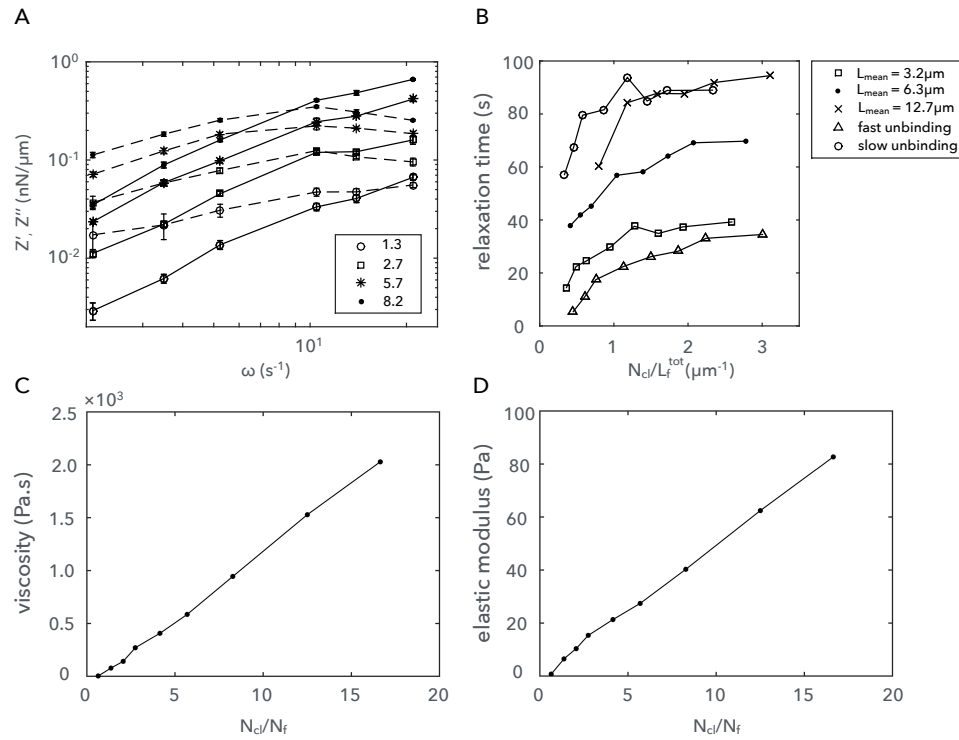 A
10⁰
10⁻¹
10⁻²
Z′, Z″ (nN/μm)
10¹
ω (s⁻¹)
1.3
2.7
5.7
8.2
B
100
80
60
40
20
0
relaxation time (s)
0 1 2 3
N_cl/L_f^tot (μm⁻¹)
L_mean = 3.2μm
L_mean = 6.3μm
L_mean = 12.7μm
fast unbinding
slow unbinding
C
×10³
2.5
2.0
1.5
1.0
0.5
0
viscosity (Pa.s)
0 5 10 15 20
N_cl/N_f
D
100
80
60
40
20
0
elastic modulus (Pa)
0 5 10 15 20
N_cl/N_f